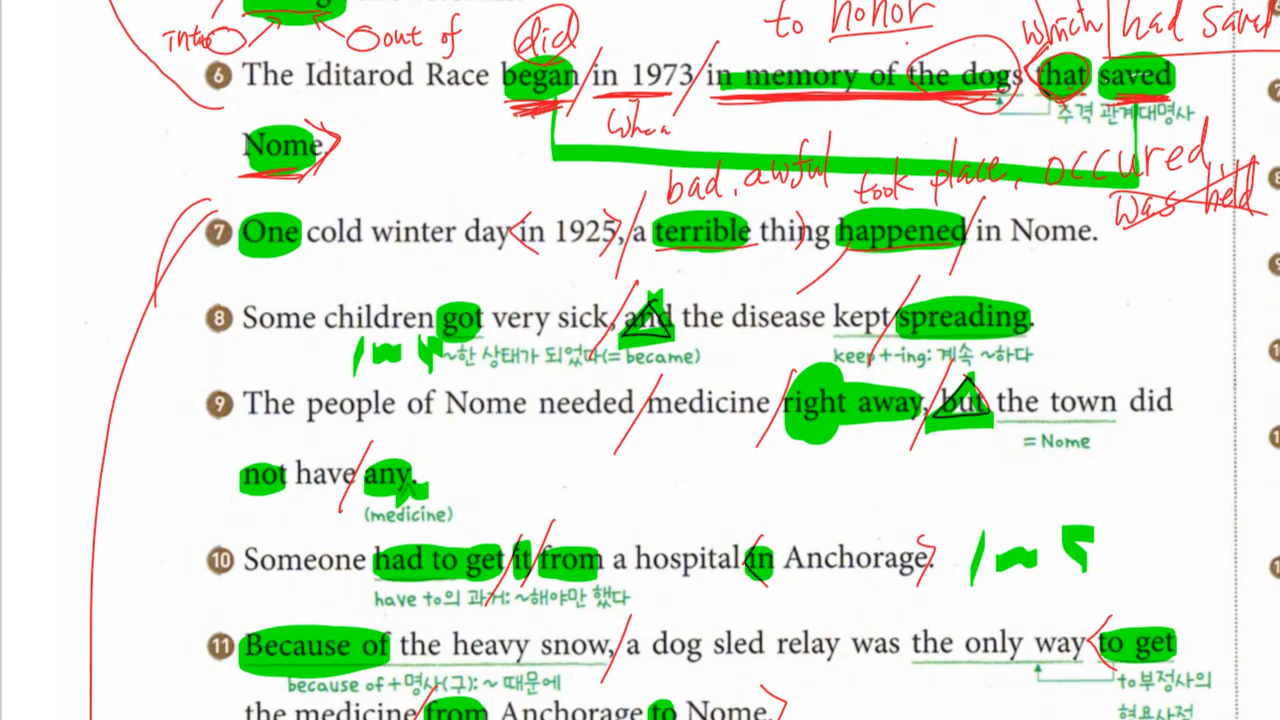 into out of did to honor which had saved
⑥ The Iditarod Race began in 1973 in memory of the dogs that saved
when 주격 관계대명사
Nome.
bad, awful took place, occured
was held
⑦ One cold winter day in 1925, a terrible thing happened in Nome.
⑧ Some children got very sick, and the disease kept spreading.
~한 상태가 되었다(= became) keep+-ing: 계속 ~하다
⑨ The people of Nome needed medicine right away, but the town did
= Nome
not have any.
(medicine)
⑩ Someone had to get it from a hospital in Anchorage.
have to의 과거: ~해야만 했다
⑪ Because of the heavy snow, a dog sled relay was the only way to get
because of+명사(구): ~ 때문에 to부정사의
형용사적
the medicine from Anchorage to Nome.